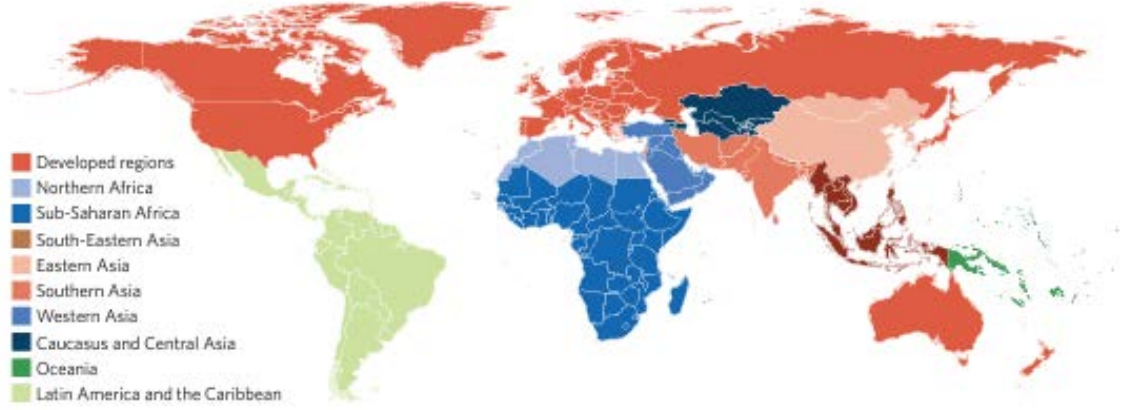 Developed regions
Northern Africa
Sub-Saharan Africa
South-Eastern Asia
Eastern Asia
Southern Asia
Western Asia
Caucasus and Central Asia
Oceania
Latin America and the Caribbean